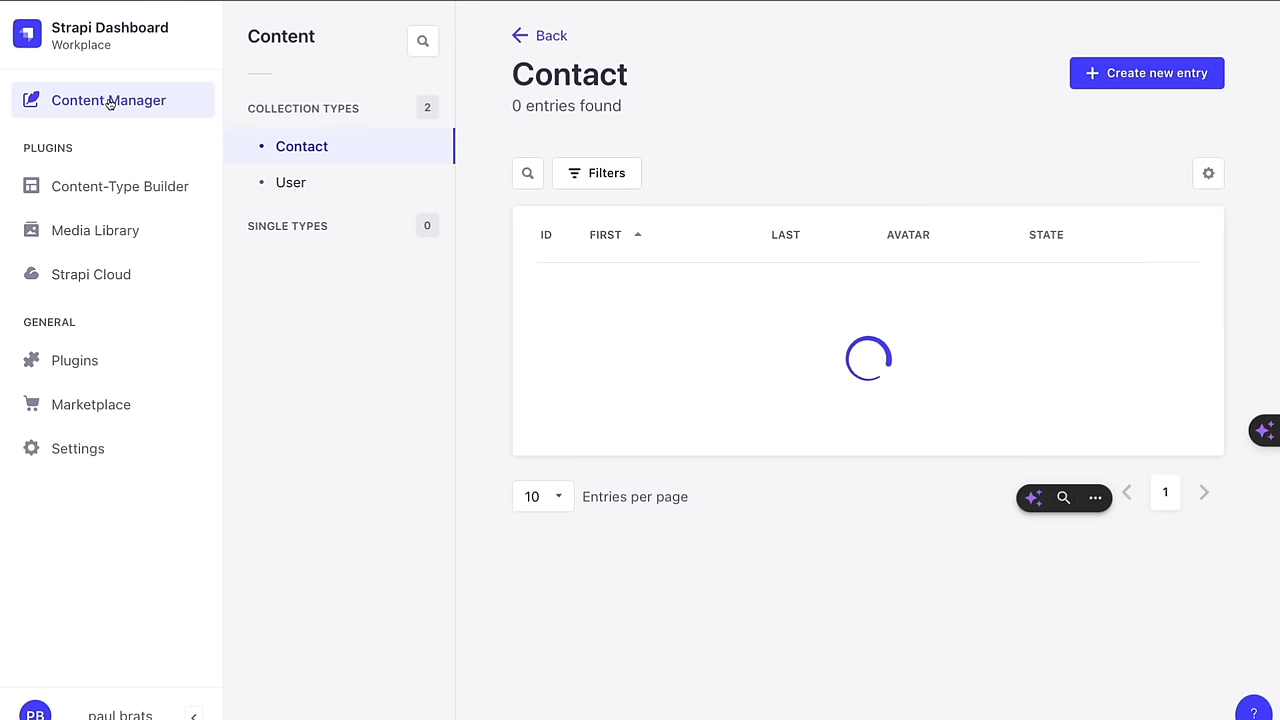 Strapi Dashboard
Workplace
Content Manager
PLUGINS
Content-Type Builder
Media Library
Strapi Cloud
GENERAL
Plugins
Marketplace
Settings
PB
paul brats
Content
COLLECTION TYPES
2
Contact
User
SINGLE TYPES
0
Back
Contact
0 entries found
Create new entry
Filters
ID FIRST LAST AVATAR STATE
10 Entries per page
1
?